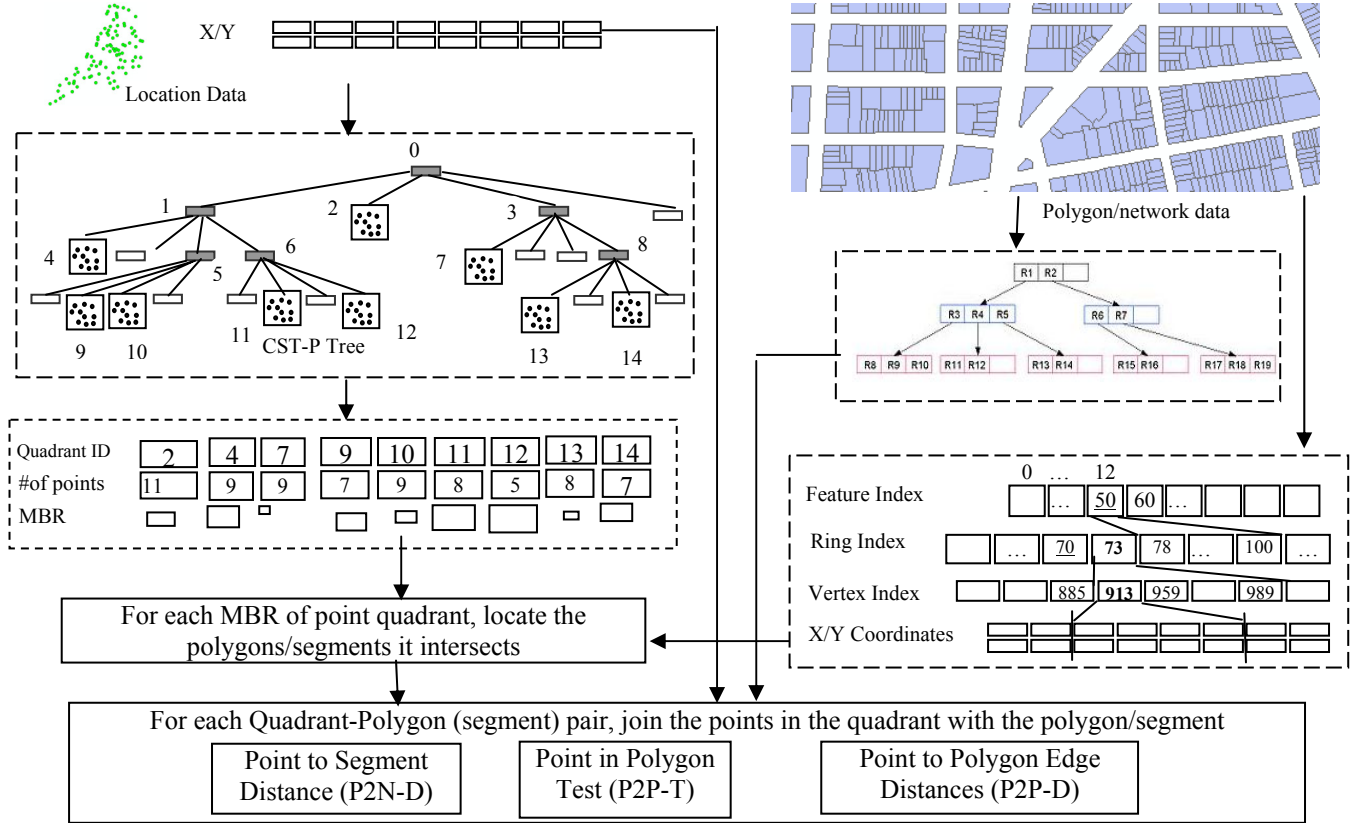 X/Y
Location Data
0
1
2
3
4
5
6
7
8
9
10
11
12
13
14
CST-P Tree
Polygon/network data
R1 R2
R3 R4 R5
R6 R7
R8 R9 R10
R11 R12
R13 R14
R15 R16
R17 R18 R19
Quadrant ID 2 4 7 9 10 11 12 13 14
#of points 11 9 9 7 9 8 5 8 7
MBR
0 … 12
Feature Index … 50 60 …
Ring Index … 70 73 78 … 100 …
Vertex Index 885 913 959 989
X/Y Coordinates
For each MBR of point quadrant, locate the
polygons/segments it intersects
For each Quadrant-Polygon (segment) pair, join the points in the quadrant with the polygon/segment
Point to Segment
Distance (P2N-D)
Point in Polygon
Test (P2P-T)
Point to Polygon Edge
Distances (P2P-D)